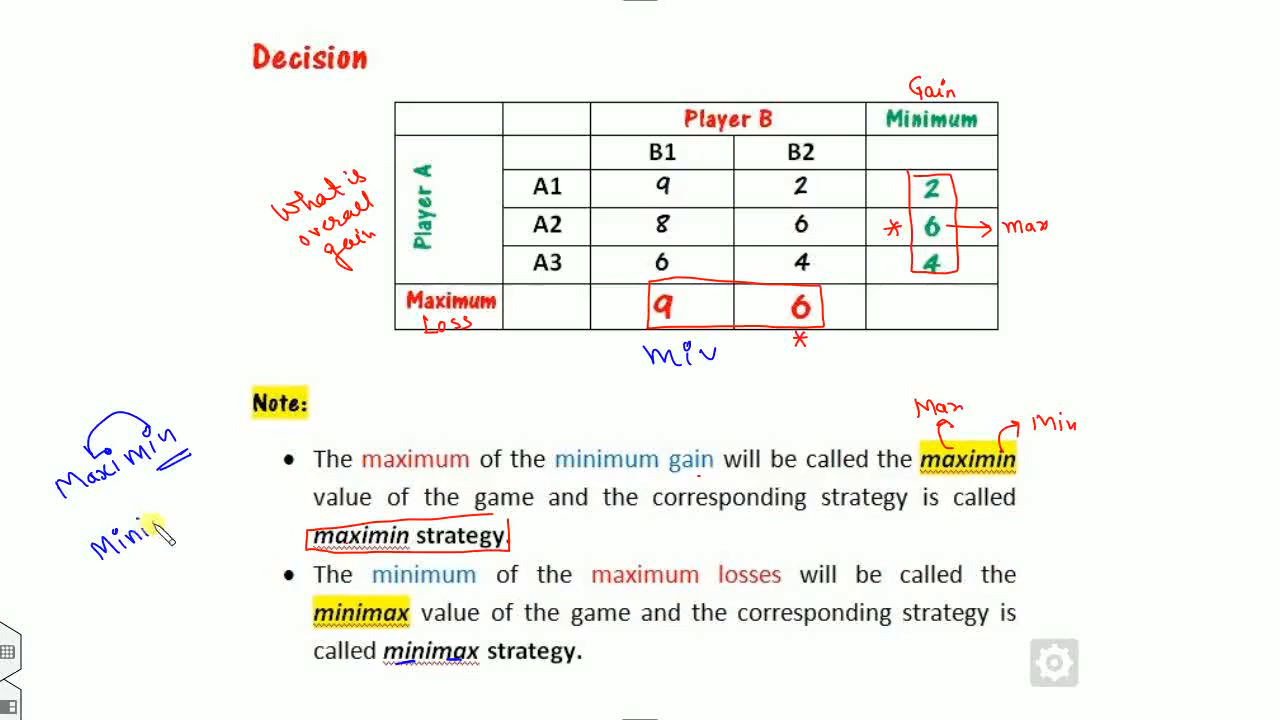 Decision
Gain
Player B Minimum
B1 B2
Player A
A1 9 2 2
A2 8 6 * 6 → max
A3 6 4 4
What is
overall
gain
Maximum 9 6
Loss
*
Min
Note:
Max
Min
Maximin
The maximum of the minimum gain will be called the maximin
value of the game and the corresponding strategy is called
maximin strategy.
Mini
The minimum of the maximum losses will be called the
minimax value of the game and the corresponding strategy is
called minimax strategy.